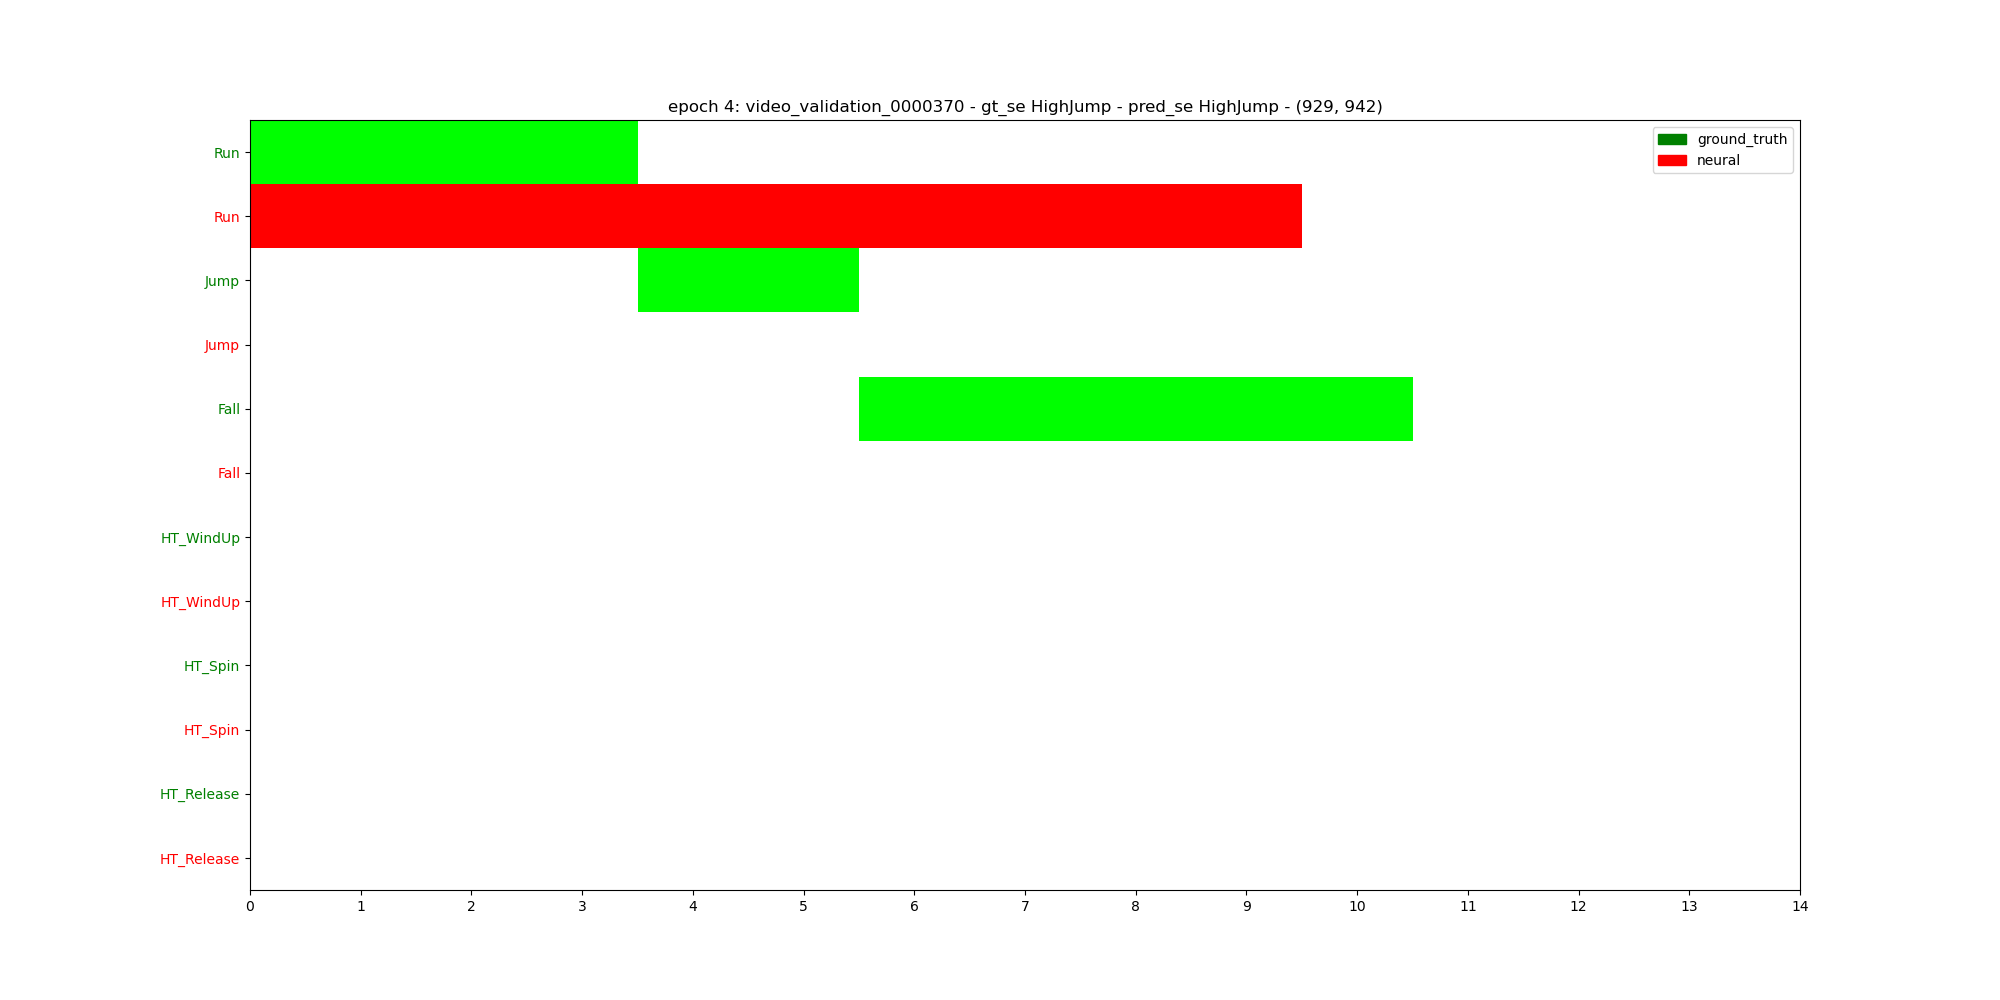 epoch 4: video_validation_0000370 - gt_se HighJump - pred_se HighJump - (929, 942)
ground_truth
neural
Run
Run
Jump
Jump
Fall
Fall
HT_WindUp
HT_WindUp
HT_Spin
HT_Spin
HT_Release
HT_Release
0 1 2 3 4 5 6 7 8 9 10 11 12 13 14